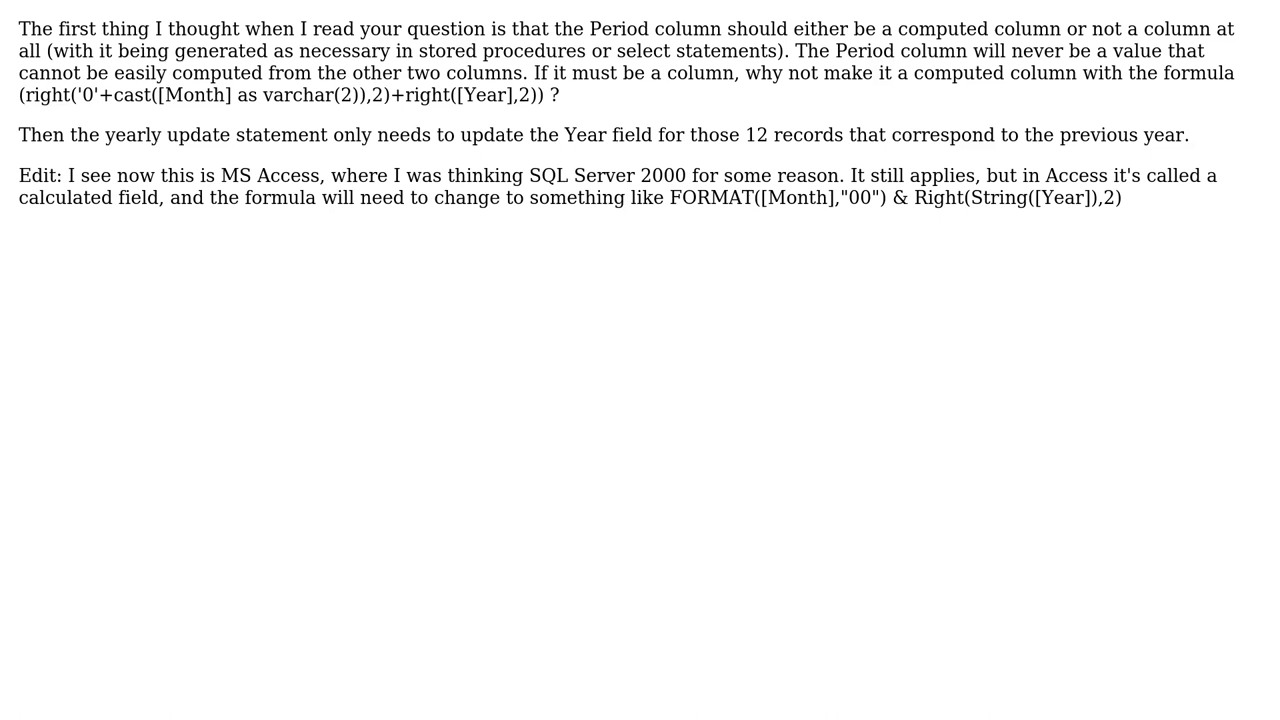 The first thing I thought when I read your question is that the Period column should either be a computed column or not a column at
all (with it being generated as necessary in stored procedures or select statements). The Period column will never be a value that
cannot be easily computed from the other two columns. If it must be a column, why not make it a computed column with the formula
(right('0'+cast([Month] as varchar(2)),2)+right([Year],2)) ?
Then the yearly update statement only needs to update the Year field for those 12 records that correspond to the previous year.
Edit: I see now this is MS Access, where I was thinking SQL Server 2000 for some reason. It still applies, but in Access it's called a
calculated field, and the formula will need to change to something like FORMAT([Month],"00") & Right(String([Year]),2)